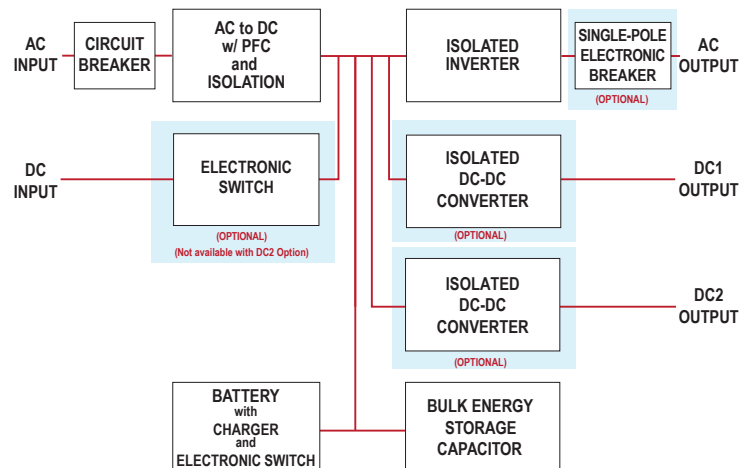 AC
INPUT
CIRCUIT
BREAKER
AC to DC
w/ PFC
and
ISOLATION
ISOLATED
INVERTER
SINGLE-POLE
ELECTRONIC
BREAKER
(OPTIONAL)
AC
OUTPUT
DC
INPUT
ELECTRONIC
SWITCH
(OPTIONAL)
(Not available with DC2 Option)
ISOLATED
DC-DC
CONVERTER
(OPTIONAL)
DC1
OUTPUT
ISOLATED
DC-DC
CONVERTER
(OPTIONAL)
DC2
OUTPUT
BATTERY
with
CHARGER
and
ELECTRONIC SWITCH
BULK ENERGY
STORAGE
CAPACITOR